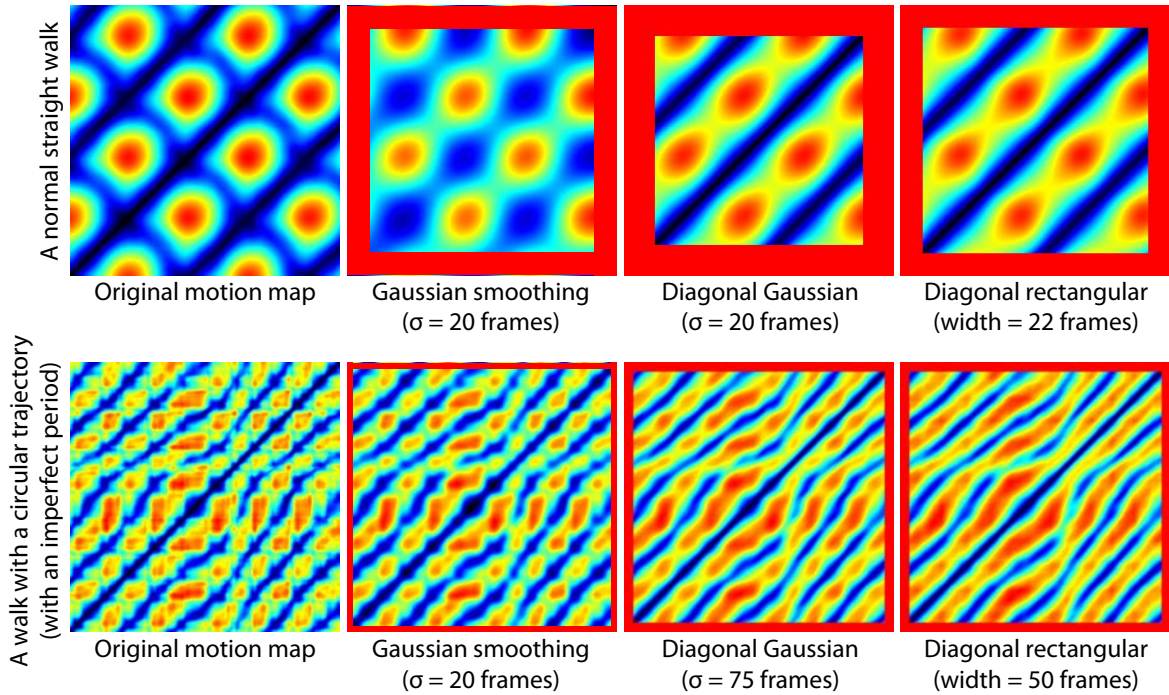 A normal straight walk
Original motion map
Gaussian smoothing
(σ = 20 frames)
Diagonal Gaussian
(σ = 20 frames)
Diagonal rectangular
(width = 22 frames)
A walk with a circular trajectory
(with an imperfect period)
Original motion map
Gaussian smoothing
(σ = 20 frames)
Diagonal Gaussian
(σ = 75 frames)
Diagonal rectangular
(width = 50 frames)